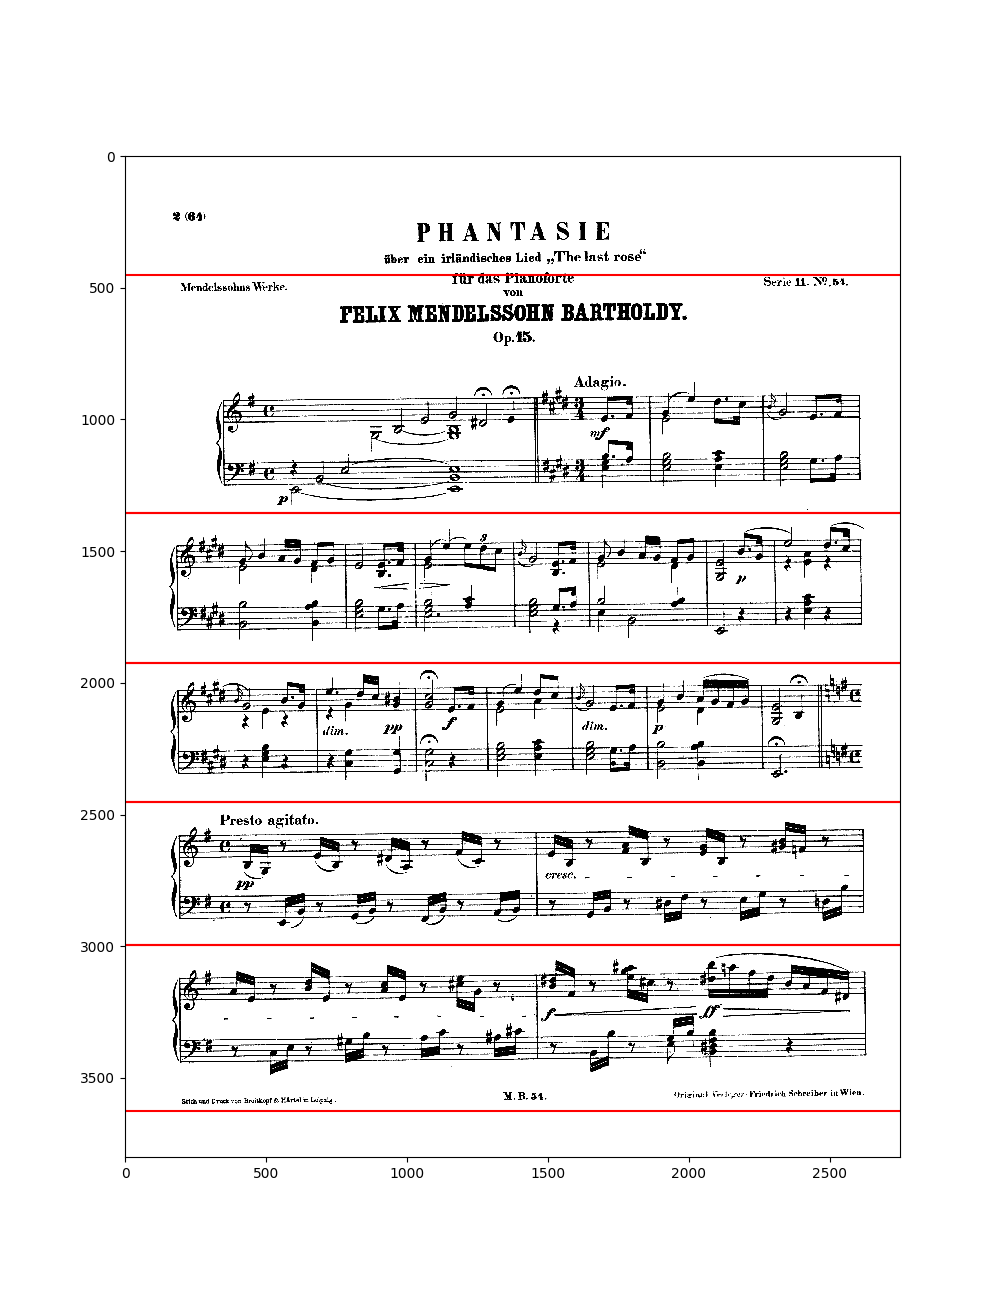 2 (64)
PHANTASIE
über ein irländisches Lied „The last rose“
für das Pianoforte
Mendelssohns Werke.
Serie 11. No. 54.
von
FELIX MENDELSSOHN BARTHOLDY.
Op. 15.
Adagio.
mf
p
3
p
dim.
pp
f
dim.
p
Presto agitato.
pp
cresc.
f
ff
Stich und Druck von Breitkopf & Härtel in Leipzig.
M. B. 54.
Original-Verleger: Friedrich Schreiber in Wien.
0
500
1000
1500
2000
2500
3000
3500
0 500 1000 1500 2000 2500